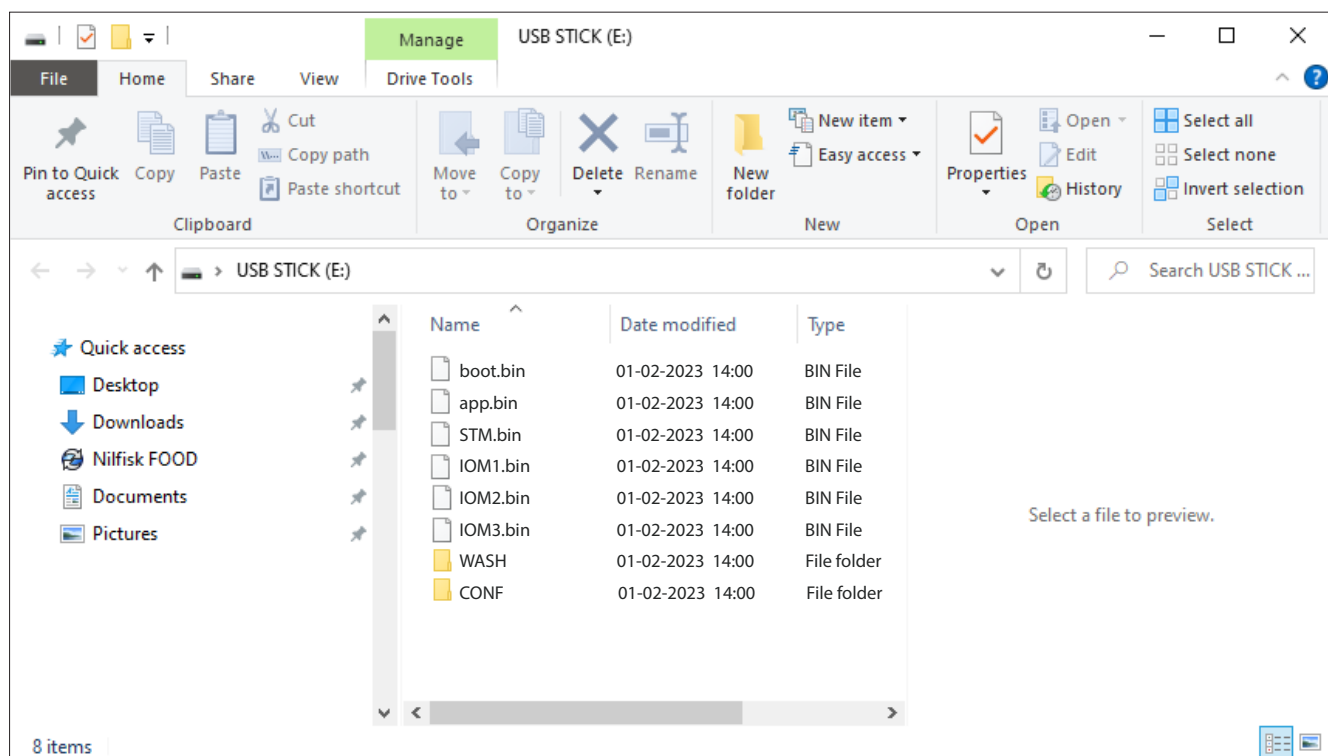 Manage USB STICK (E:)
File Home Share View Drive Tools
Pin to Quick access
Copy
Paste
Cut
Copy path
Paste shortcut
Clipboard
Move to
Copy to
Delete
Rename
Organize
New folder
New item
Easy access
New
Properties
Open
Edit
History
Open
Select all
Select none
Invert selection
Select
USB STICK (E:)
Search USB STICK ...
Quick access
Desktop
Downloads
Nilfisk FOOD
Documents
Pictures
Name Date modified Type
boot.bin 01-02-2023 14:00 BIN File
app.bin 01-02-2023 14:00 BIN File
STM.bin 01-02-2023 14:00 BIN File
IOM1.bin 01-02-2023 14:00 BIN File
IOM2.bin 01-02-2023 14:00 BIN File
IOM3.bin 01-02-2023 14:00 BIN File
WASH 01-02-2023 14:00 File folder
CONF 01-02-2023 14:00 File folder
Select a file to preview.
8 items